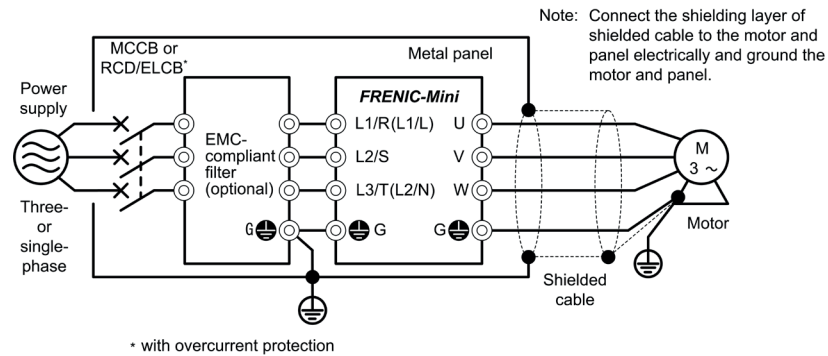 Note: Connect the shielding layer of
shielded cable to the motor and
panel electrically and ground the
motor and panel.
MCCB or
RCD/ELCB*
Metal panel
Power
supply
FRENIC-Mini
L1/R(L1/L) U
EMC-
compliant
filter
(optional)
L2/S V
L3/T(L2/N) W
M
3 ~
G G G
Three-
or
single-
phase
Motor
Shielded
cable
* with overcurrent protection